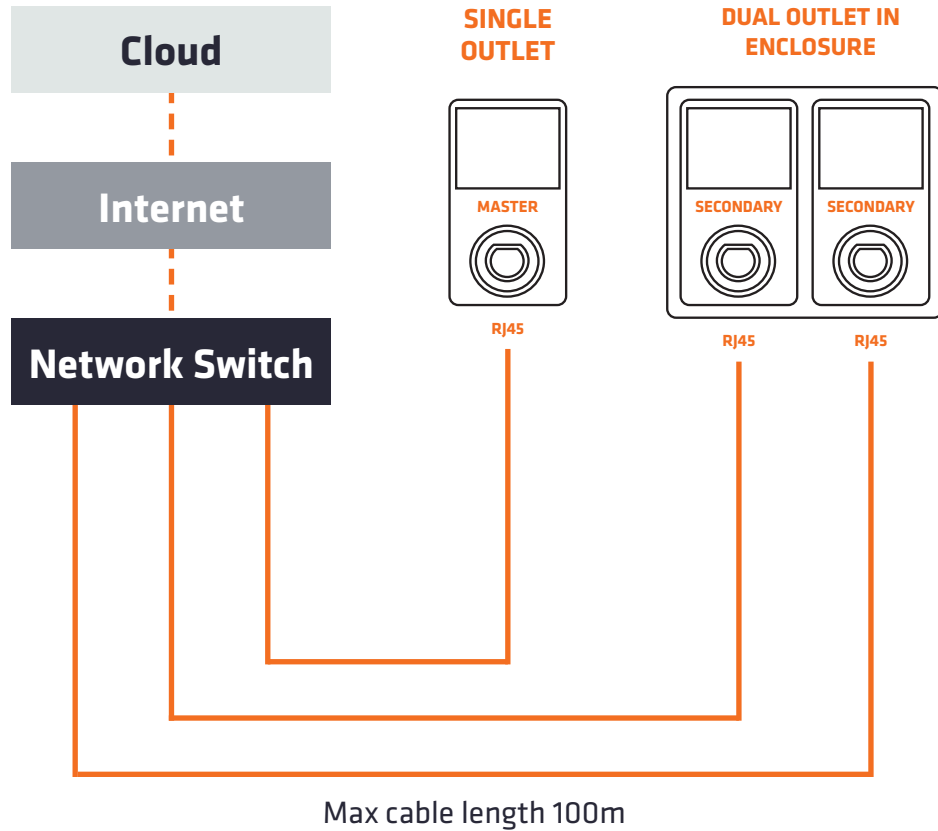 Cloud
Internet
Network Switch
SINGLE
OUTLET
MASTER
RJ45
DUAL OUTLET IN
ENCLOSURE
SECONDARY
SECONDARY
RJ45
RJ45
Max cable length 100m